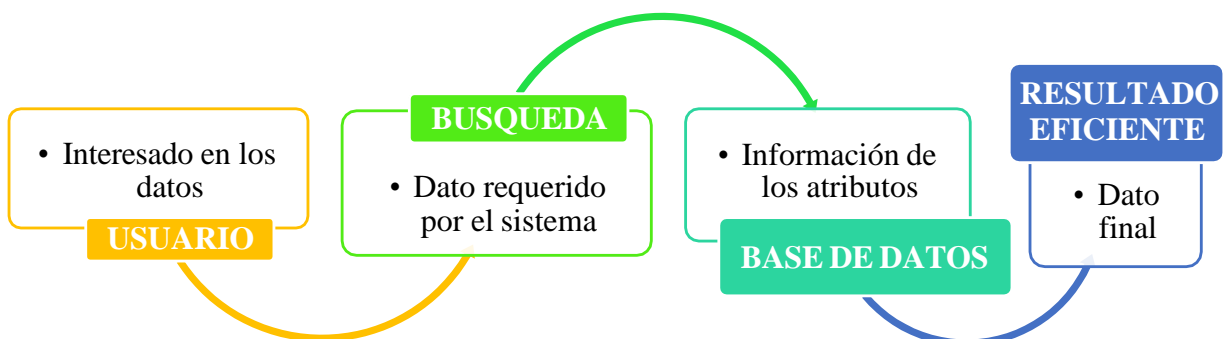 • Interesado en los
datos
USUARIO
BUSQUEDA
• Dato requerido
por el sistema
• Información de
los atributos
BASE DE DATOS
RESULTADO
EFICIENTE
• Dato
final